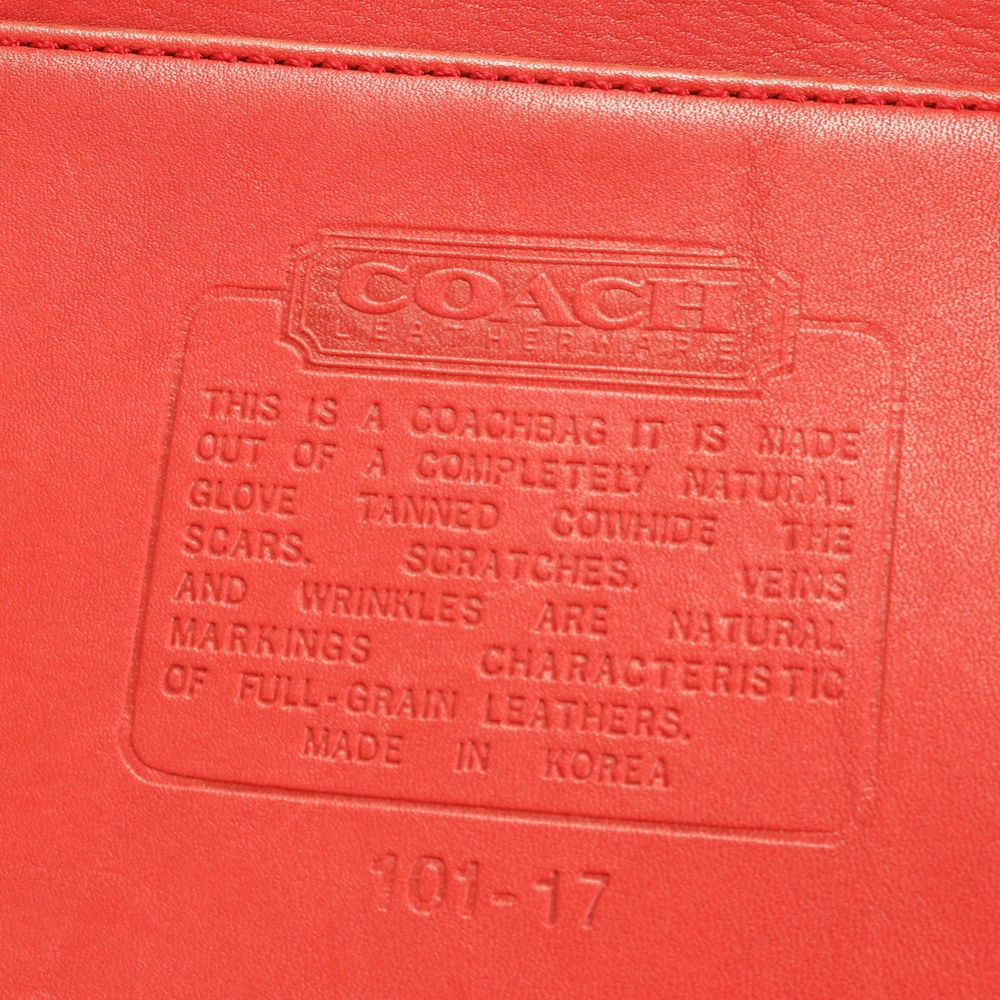 COACH
LEATHERWARE
THIS IS A COACHBAG IT IS MADE
OUT OF A COMPLETELY NATURAL
GLOVE TANNED COWHIDE THE
SCARS. SCRATCHES. VEINS
AND WRINKLES ARE NATURAL
MARKINGS CHARACTERISTIC
OF FULL-GRAIN LEATHERS.
MADE IN KOREA
101-17